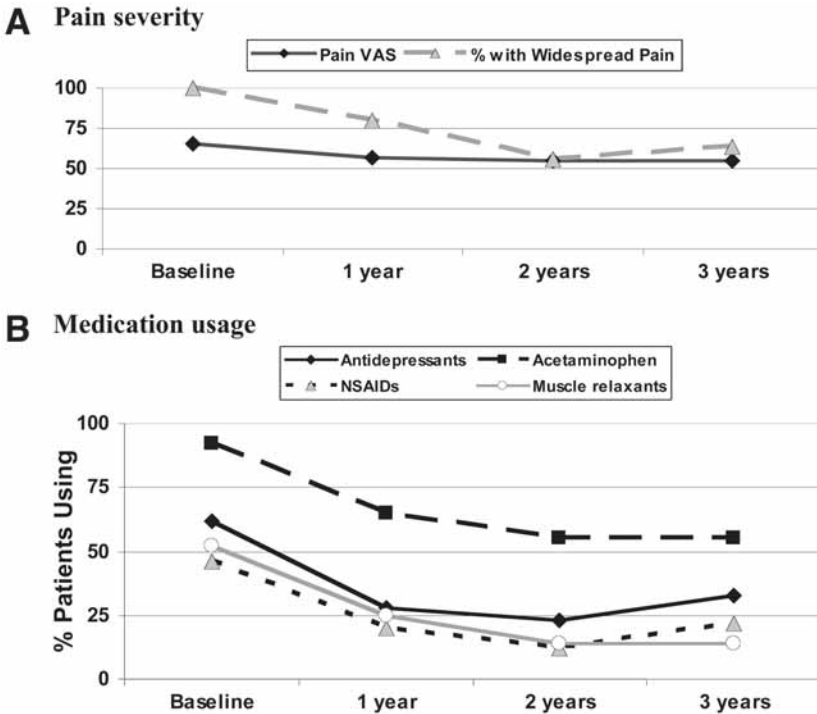 A Pain severity
Pain VAS % with Widespread Pain
100
75
50
25
0
Baseline 1 year 2 years 3 years
B Medication usage
Antidepressants Acetaminophen
NSAIDs Muscle relaxants
% Patients Using
100
75
50
25
0
Baseline 1 year 2 years 3 years